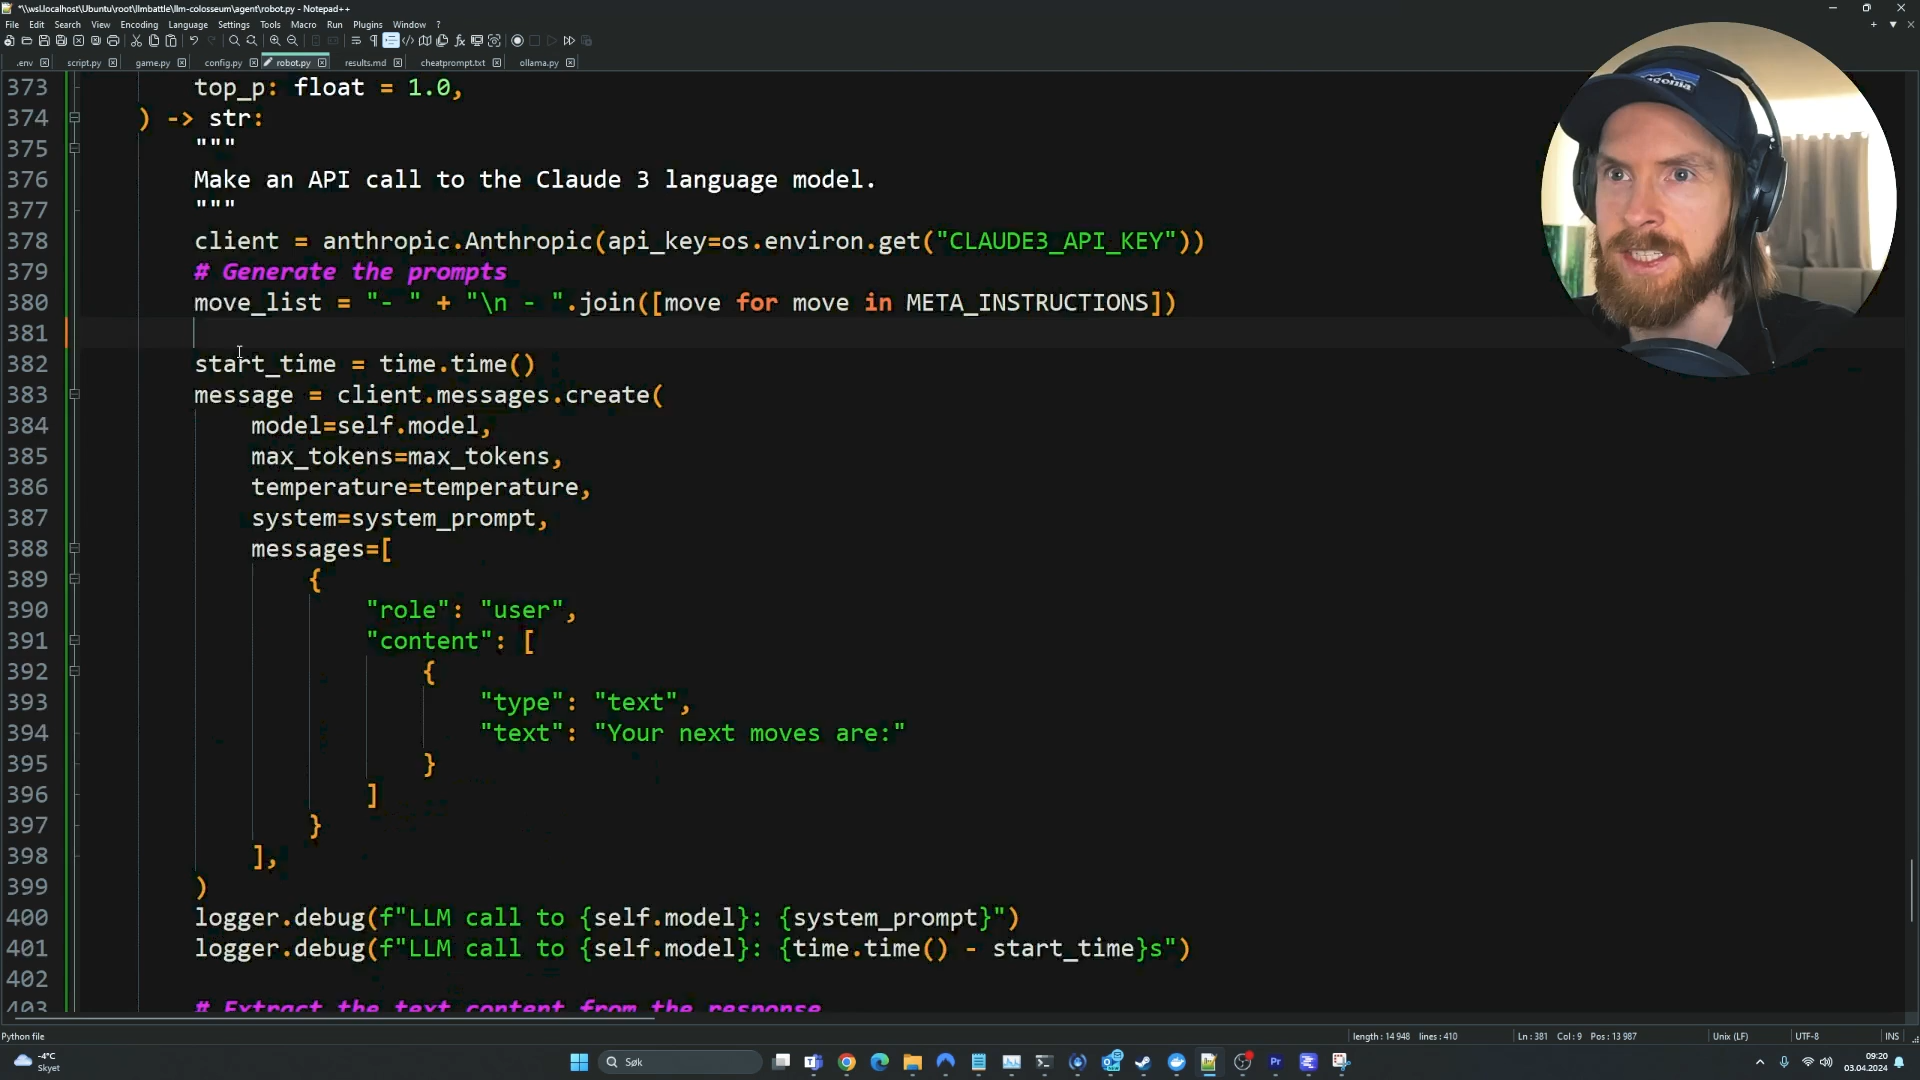 *\\wsl.localhost\Ubuntu\root\llmbattle\llm-colosseum\agent\robot.py - Notepad++
File Edit Search View Encoding Language Settings Tools Macro Run Plugins Window ?
.env script.py game.py config.py robot.py results.md cheatprompt.txt ollama.py
373 top_p: float = 1.0,
374 ) -> str:
375 """
376 Make an API call to the Claude 3 language model.
377 """
378 client = anthropic.Anthropic(api_key=os.environ.get("CLAUDE3_API_KEY"))
379 # Generate the prompts
380 move_list = "- " + "\n - ".join([move for move in META_INSTRUCTIONS])
381
382 start_time = time.time()
383 message = client.messages.create(
384 model=self.model,
385 max_tokens=max_tokens,
386 temperature=temperature,
387 system=system_prompt,
388 messages=[
389 {
390 "role": "user",
391 "content": [
392 {
393 "type": "text",
394 "text": "Your next moves are:"
395 }
396 ]
397 }
398 ],
399 )
400 logger.debug(f"LLM call to {self.model}: {system_prompt}")
401 logger.debug(f"LLM call to {self.model}: {time.time() - start_time}s")
402
403 # Extract the text content from the response
Python file length : 14 948 lines : 410 Ln : 381 Col : 9 Pos : 13 987 Unix (LF) UTF-8 INS
-4°C
Skyet
Søk
09:20
03.04.2024